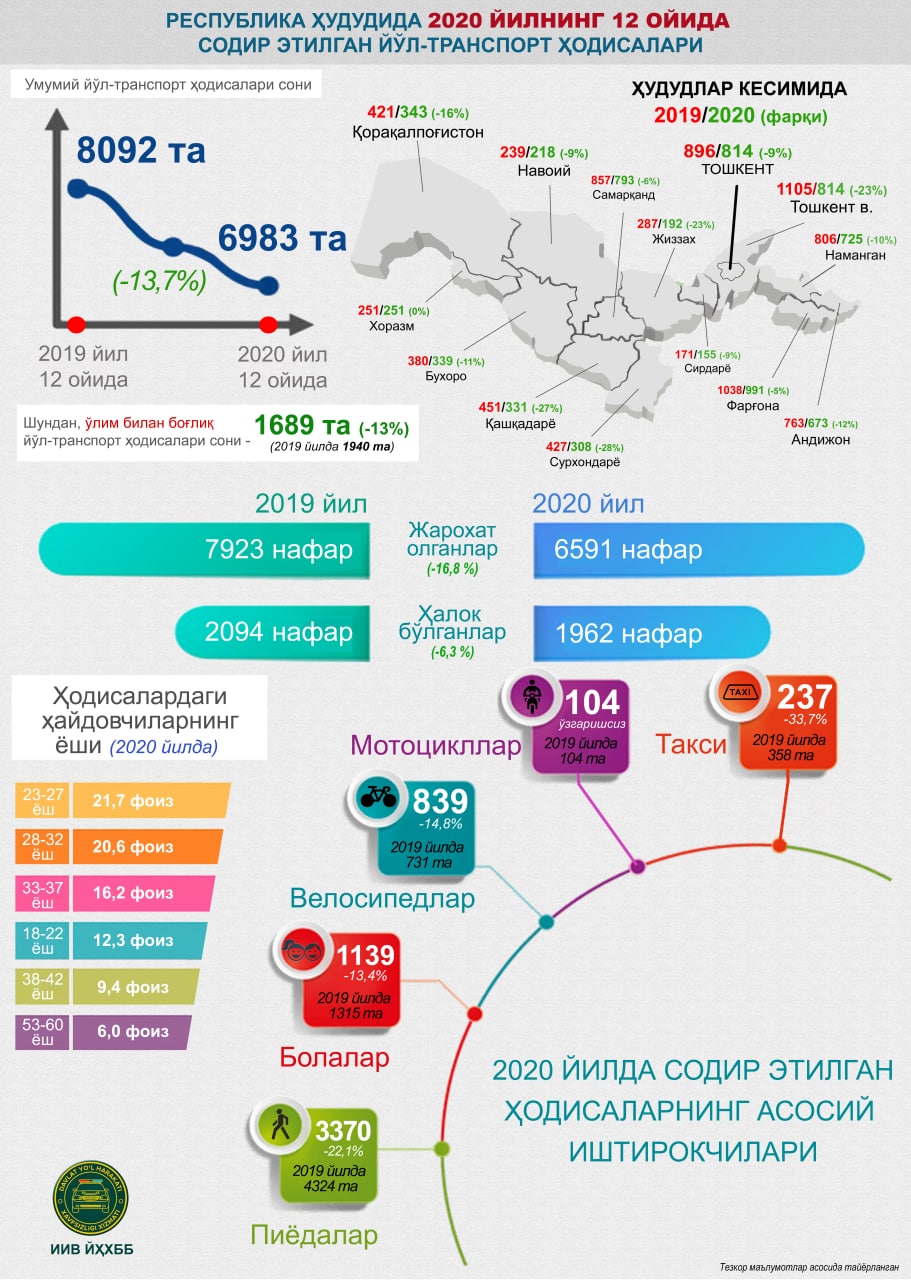 РЕСПУБЛИКА ҲУДУДИДА 2020 ЙИЛНИНГ 12 ОЙИДА
СОДИР ЭТИЛГАН ЙЎЛ-ТРАНСПОРТ ҲОДИСАЛАРИ
Умумий йўл-транспорт ҳодисалари сони
8092 та
6983 та
(-13,7%)
2019 йил
12 ойида
2020 йил
12 ойида
Шундан, ўлим билан боғлиқ
йўл-транспорт ҳодисалари сони -
1689 та (-13%)
(2019 йилда 1940 та)
ҲУДУДЛАР КЕСИМИДА
2019/2020 (фарқи)
421/343 (-16%)
Қорақалпоғистон
239/218 (-9%)
Навоий
857/793 (-6%)
Самарқанд
896/814 (-9%)
ТОШКЕНТ
1105/814 (-23%)
Тошкент в.
287/192 (-23%)
Жиззах
806/725 (-10%)
Наманган
251/251 (0%)
Хоразм
380/339 (-11%)
Бухоро
171/155 (-9%)
Сирдарё
1038/991 (-5%)
Фарғона
451/331 (-27%)
Қашқадарё
763/673 (-12%)
Андижон
427/308 (-28%)
Сурхондарё
2019 йил
2020 йил
7923 нафар
Жарохат
олганлар
(-16,8 %)
6591 нафар
2094 нафар
Ҳалок
бўлганлар
(-6,3 %)
1962 нафар
Ҳодисалардаги
ҳайдовчиларнинг
ёши (2020 йилда)
23-27
ёш
21,7 фоиз
28-32
ёш
20,6 фоиз
33-37
ёш
16,2 фоиз
18-22
ёш
12,3 фоиз
38-42
ёш
9,4 фоиз
53-60
ёш
6,0 фоиз
TAXI
237
-33,7%
2019 йилда
358 та
Такси
104
ўзгаришсиз
2019 йилда
104 та
Мотоцикллар
839
-14,8%
2019 йилда
731 та
Велосипедлар
1139
-13,4%
2019 йилда
1315 та
Болалар
3370
-22,1%
2019 йилда
4324 та
Пиёдалар
2020 ЙИЛДА СОДИР ЭТИЛГАН
ҲОДИСАЛАРНИНГ АСОСИЙ
ИШТИРОКЧИЛАРИ
DAVLAT YO'L HARAKATI
XAVFSIZLIGI XIZMATI
ИИВ ЙҲХББ
Тезкор маълумотлар асосида тайёрланган